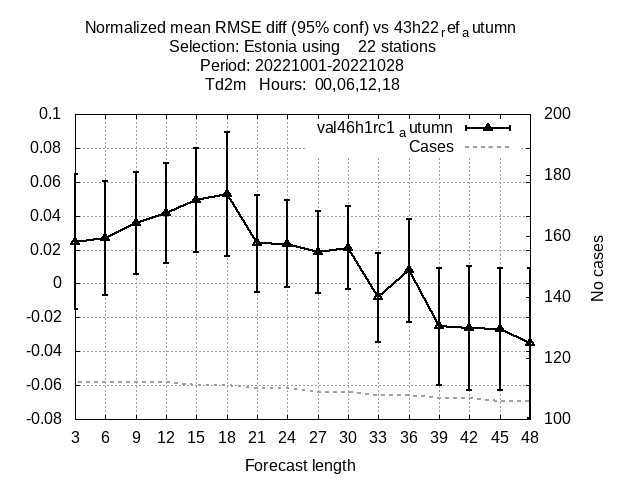 Normalized mean RMSE diff (95% conf) vs 43h22refautumn
Selection: Estonia using 22 stations
Period: 20221001-20221028
Td2m Hours: 00,06,12,18
val46h1rc1autumn
Cases
0.1
0.08
0.06
0.04
0.02
0
-0.02
-0.04
-0.06
-0.08
200
180
160
140
120
100
No cases
3 6 9 12 15 18 21 24 27 30 33 36 39 42 45 48
Forecast length